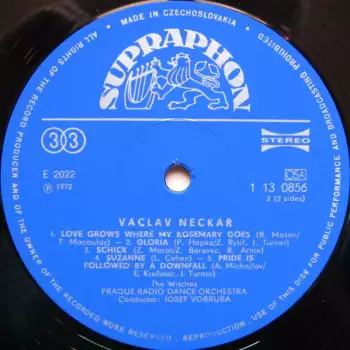 MADE IN CZECHOSLOVAKIA
ALL RIGHTS OF THE RECORD PRODUCER AND OF THE OWNER OF THE RECORDED WORK RESERVED . REPRODUCTION - USE OF THIS DISC FOR PUBLIC PERFORMANCE AND BROADCASTING PROHIBITED
SUPRAPHON
33
STEREO
E 2022
Ⓟ 1972
OSA
1 13 0856
2 (2 sides)
VACLAV NECKÁŘ
1. LOVE GROWS WHERE MY ROSEMARY GOES (B. Mason/
T. Macoulay) - 2. GLORIA (P. Hapka/Z. Rytíř, J. Turner)
3. SCHICK (Z. Marat/Z. Borovec, R. Arnie)
4. SUZANNE (L. Cohen) - 5. PRIDE IS
FOLLOWED BY A DOWNFALL (A. Michajlov/
E. Krečmar, J. Turner)
The Witches
PRAGUE RADIO DANCE ORCHESTRA
Conductor: JOSEF VOBRUBA